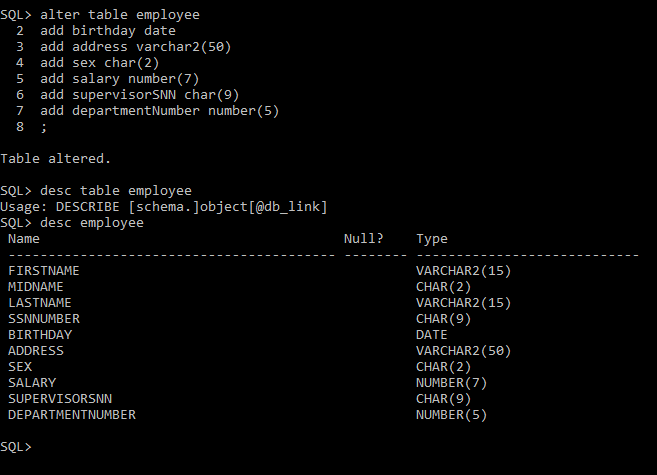 SQL> alter table employee
  2  add birthday date
  3  add address varchar2(50)
  4  add sex char(2)
  5  add salary number(7)
  6  add supervisorSNN char(9)
  7  add departmentNumber number(5)
  8  ;
Table altered.
SQL> desc table employee
Usage: DESCRIBE [schema.]object[@db_link]
SQL> desc employee
 Name                                      Null?    Type
 ----------------------------------------- -------- ----------------------------
 FIRSTNAME                                          VARCHAR2(15)
 MIDNAME                                            CHAR(2)
 LASTNAME                                           VARCHAR2(15)
 SSNNUMBER                                          CHAR(9)
 BIRTHDAY                                           DATE
 ADDRESS                                            VARCHAR2(50)
 SEX                                                CHAR(2)
 SALARY                                             NUMBER(7)
 SUPERVISORSNN                                      CHAR(9)
 DEPARTMENTNUMBER                                   NUMBER(5)
SQL>